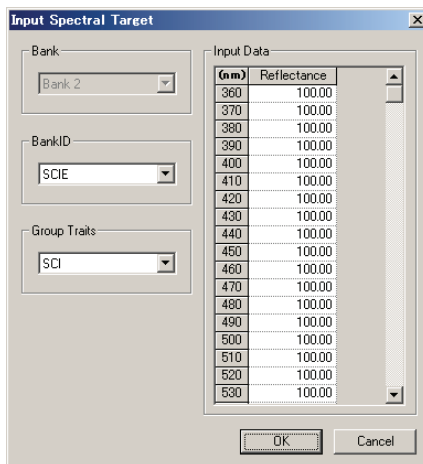 Input Spectral Target
Bank
Bank 2
BankID
SCIE
Group Traits
SCI
Input Data
(nm) Reflectance
360 100.00
370 100.00
380 100.00
390 100.00
400 100.00
410 100.00
420 100.00
430 100.00
440 100.00
450 100.00
460 100.00
470 100.00
480 100.00
490 100.00
500 100.00
510 100.00
520 100.00
530 100.00
OK Cancel